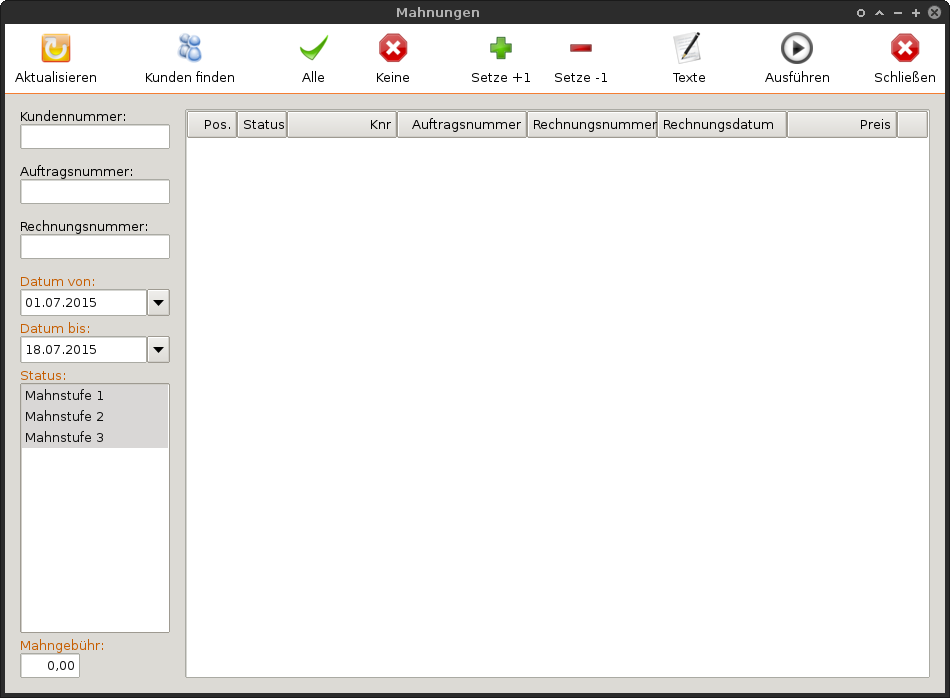 Mahnungen
Aktualisieren Kunden finden Alle Keine Setze +1 Setze -1 Texte Ausführen Schließen
Kundennummer:
Pos. Status Knr Auftragsnummer Rechnungsnummer Rechnungsdatum Preis
Auftragsnummer:
Rechnungsnummer:
Datum von:
01.07.2015
Datum bis:
18.07.2015
Status:
Mahnstufe 1
Mahnstufe 2
Mahnstufe 3
Mahngebühr:
0,00